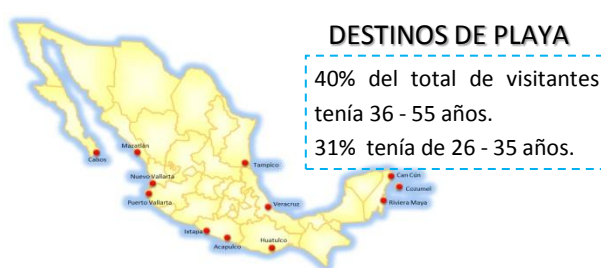 DESTINOS DE PLAYA
40% del total de visitantes
tenía 36 - 55 años.
31% tenía de 26 - 35 años.
Cabos
Mazatlán
Tampico
Nuevo Vallarta
Puerto Vallarta
Veracruz
Can Cún
Cozumel
Riviera Maya
Ixtapa
Acapulco
Huatulco